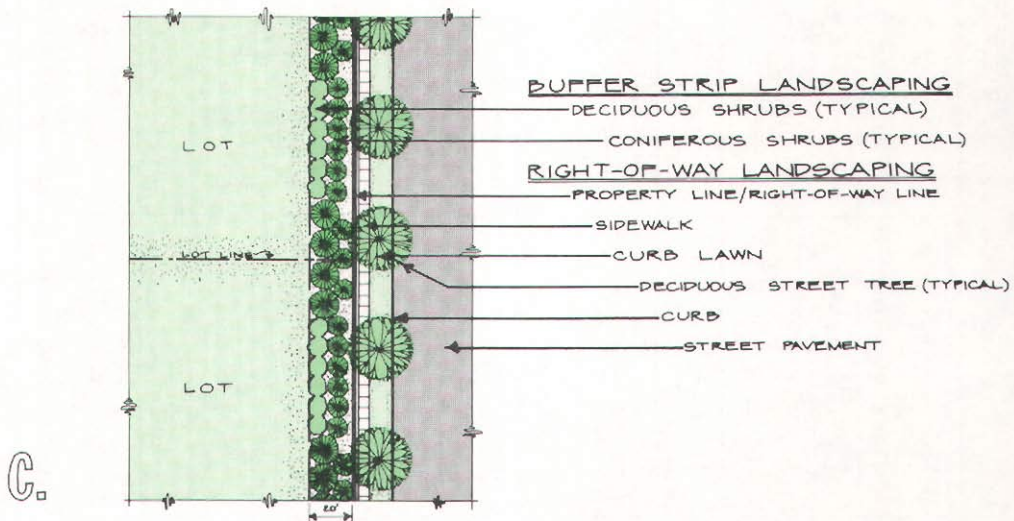 BUFFER STRIP LANDSCAPING
DECIDUOUS SHRUBS (TYPICAL)
CONIFEROUS SHRUBS (TYPICAL)
LOT
RIGHT-OF-WAY LANDSCAPING
PROPERTY LINE/RIGHT-OF-WAY LINE
SIDEWALK
LOT LINE
CURB LAWN
DECIDUOUS STREET TREE (TYPICAL)
CURB
STREET PAVEMENT
LOT
C.
20'